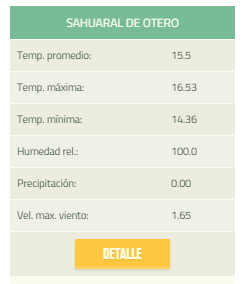 SAHUARAL DE OTERO
Temp. promedio: 15.5
Temp. máxima: 16.53
Temp. mínima: 14.36
Humedad rel.: 100.0
Precipitación: 0.00
Vel. max. viento: 1.65
DETALLE